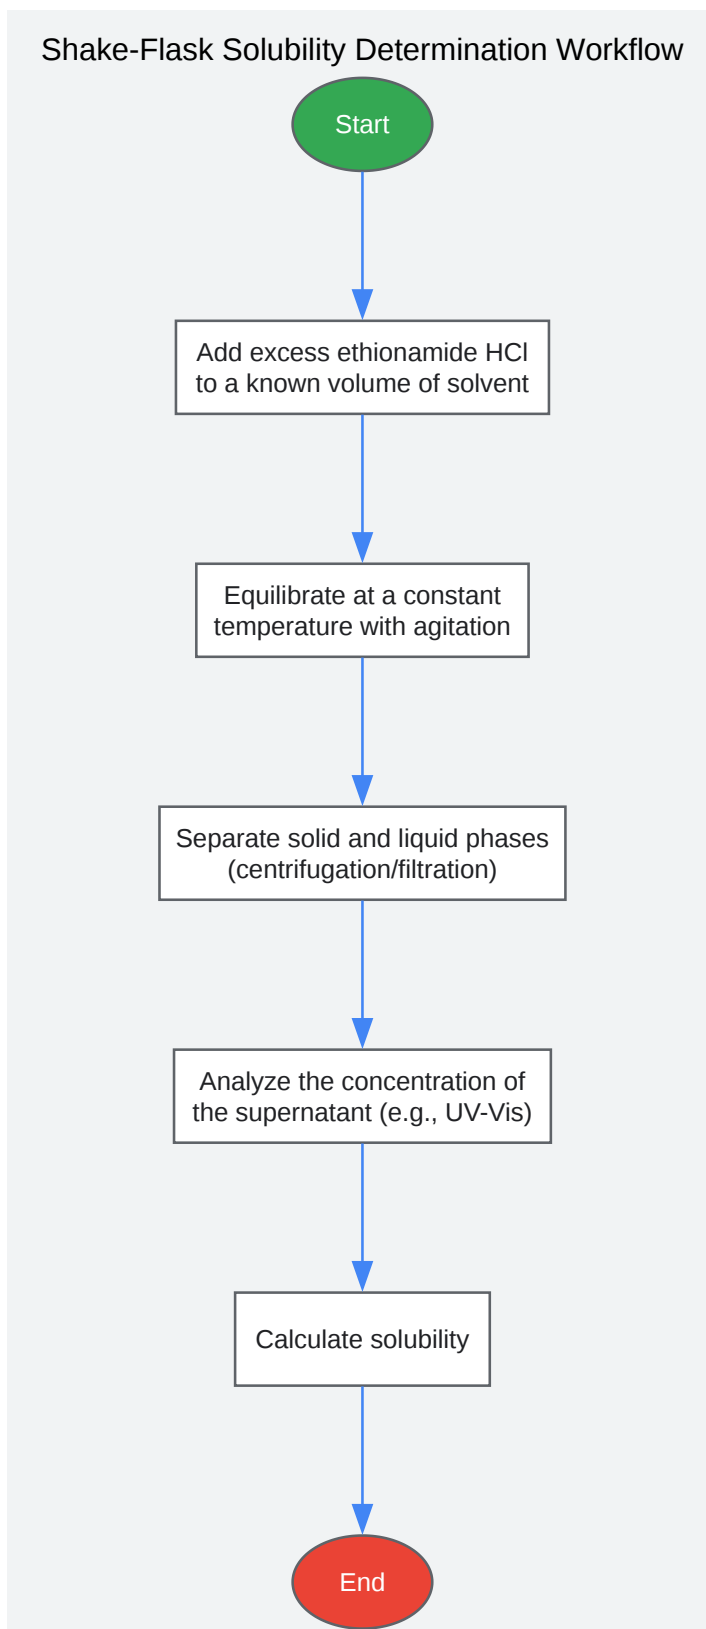 Shake-Flask Solubility Determination Workflow
Start
Add excess ethionamide HCl
to a known volume of solvent
Equilibrate at a constant
temperature with agitation
Separate solid and liquid phases
(centrifugation/filtration)
Analyze the concentration of
the supernatant (e.g., UV-Vis)
Calculate solubility
End